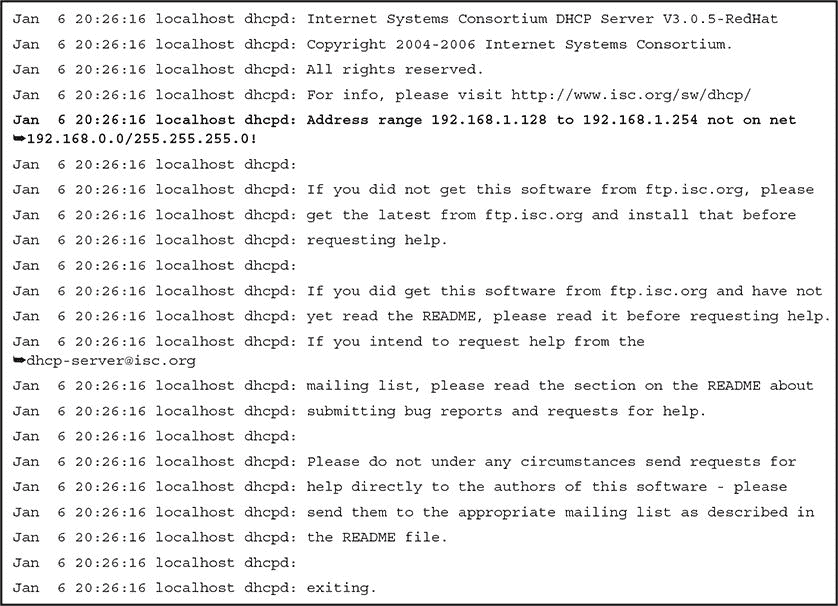 Jan  6 20:26:16 localhost dhcpd: Internet Systems Consortium DHCP Server V3.0.5-RedHat
Jan  6 20:26:16 localhost dhcpd: Copyright 2004-2006 Internet Systems Consortium.
Jan  6 20:26:16 localhost dhcpd: All rights reserved.
Jan  6 20:26:16 localhost dhcpd: For info, please visit http://www.isc.org/sw/dhcp/
Jan  6 20:26:16 localhost dhcpd: Address range 192.168.1.128 to 192.168.1.254 not on net
➥192.168.0.0/255.255.255.0!
Jan  6 20:26:16 localhost dhcpd:
Jan  6 20:26:16 localhost dhcpd: If you did not get this software from ftp.isc.org, please
Jan  6 20:26:16 localhost dhcpd: get the latest from ftp.isc.org and install that before
Jan  6 20:26:16 localhost dhcpd: requesting help.
Jan  6 20:26:16 localhost dhcpd:
Jan  6 20:26:16 localhost dhcpd: If you did get this software from ftp.isc.org and have not
Jan  6 20:26:16 localhost dhcpd: yet read the README, please read it before requesting help.
Jan  6 20:26:16 localhost dhcpd: If you intend to request help from the
➥dhcp-server@isc.org
Jan  6 20:26:16 localhost dhcpd: mailing list, please read the section on the README about
Jan  6 20:26:16 localhost dhcpd: submitting bug reports and requests for help.
Jan  6 20:26:16 localhost dhcpd:
Jan  6 20:26:16 localhost dhcpd: Please do not under any circumstances send requests for
Jan  6 20:26:16 localhost dhcpd: help directly to the authors of this software - please
Jan  6 20:26:16 localhost dhcpd: send them to the appropriate mailing list as described in
Jan  6 20:26:16 localhost dhcpd: the README file.
Jan  6 20:26:16 localhost dhcpd:
Jan  6 20:26:16 localhost dhcpd: exiting.